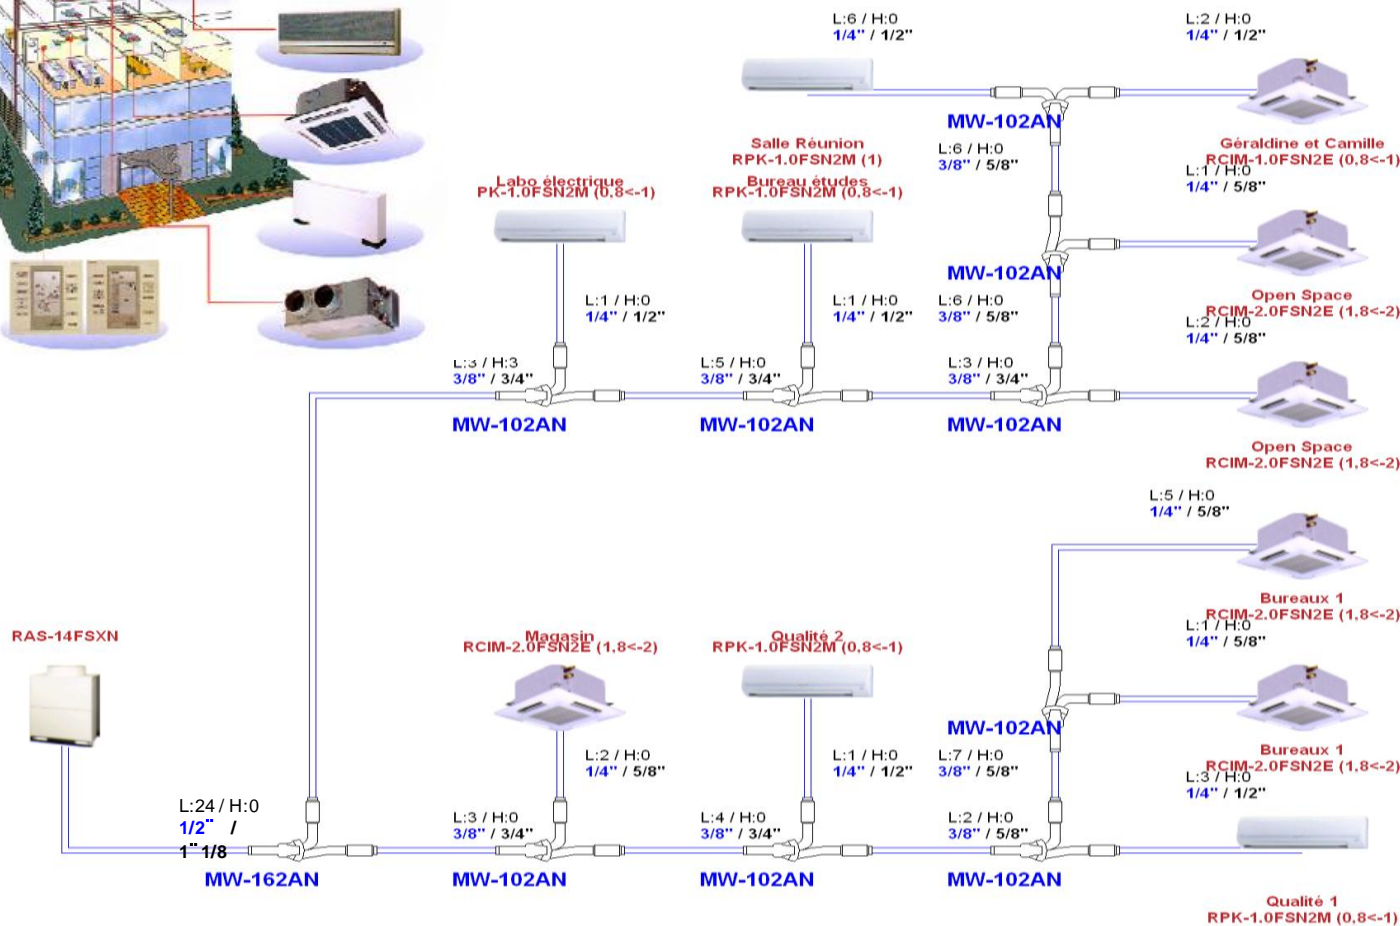 L:6 / H:0
1/4" / 1/2"
L:2 / H:0
1/4" / 1/2"
MW-102AN
Salle Réunion
RPK-1.0FSN2M (1)
L:6 / H:0
3/8" / 5/8"
Géraldine et Camille
RCIM-1.0FSN2E (0,8<-1)
L:1 / H:0
1/4" / 5/8"
Labo électrique
PK-1.0FSN2M (0,8<-1)
Bureau études
RPK-1.0FSN2M (0,8<-1)
MW-102AN
L:1 / H:0
1/4" / 1/2"
L:1 / H:0
1/4" / 1/2"
L:6 / H:0
3/8" / 5/8"
Open Space
RCIM-2.0FSN2E (1,8<-2)
L:2 / H:0
1/4" / 5/8"
L:3 / H:3
3/8" / 3/4"
L:5 / H:0
3/8" / 3/4"
L:3 / H:0
3/8" / 3/4"
MW-102AN
MW-102AN
MW-102AN
Open Space
RCIM-2.0FSN2E (1,8<-2)
L:5 / H:0
1/4" / 5/8"
Bureaux 1
RCIM-2.0FSN2E (1,8<-2)
L:1 / H:0
1/4" / 5/8"
RAS-14FSXN
Magasin
RCIM-2.0FSN2E (1,8<-2)
Qualité 2
RPK-1.0FSN2M (0,8<-1)
MW-102AN
L:2 / H:0
1/4" / 5/8"
L:1 / H:0
1/4" / 1/2"
L:7 / H:0
3/8" / 5/8"
Bureaux 1
RCIM-2.0FSN2E (1,8<-2)
L:3 / H:0
1/4" / 1/2"
L:24 / H:0
1/2" /
1" 1/8
L:3 / H:0
3/8" / 3/4"
L:4 / H:0
3/8" / 3/4"
L:2 / H:0
3/8" / 5/8"
MW-162AN
MW-102AN
MW-102AN
MW-102AN
Qualité 1
RPK-1.0FSN2M (0,8<-1)